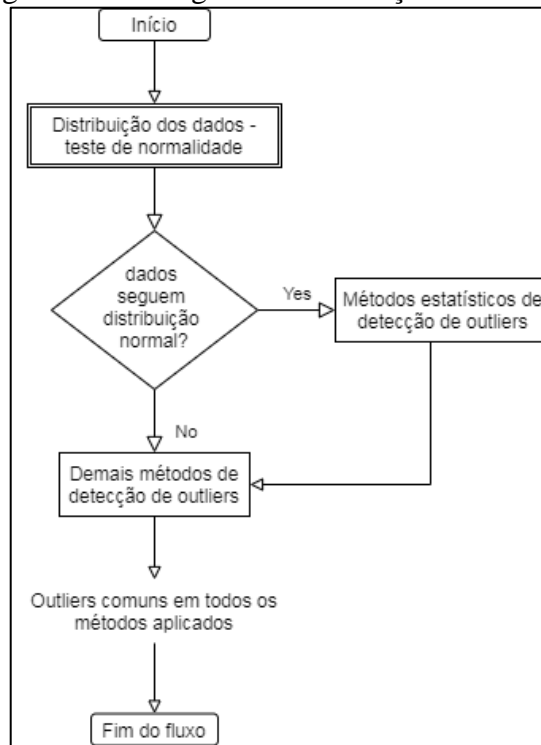 Início
Distribuição dos dados -
teste de normalidade
dados
seguem
distribuição
normal?
Yes
Métodos estatísticos de
detecção de outliers
No
Demais métodos de
detecção de outliers
Outliers comuns em todos os
métodos aplicados
Fim do fluxo